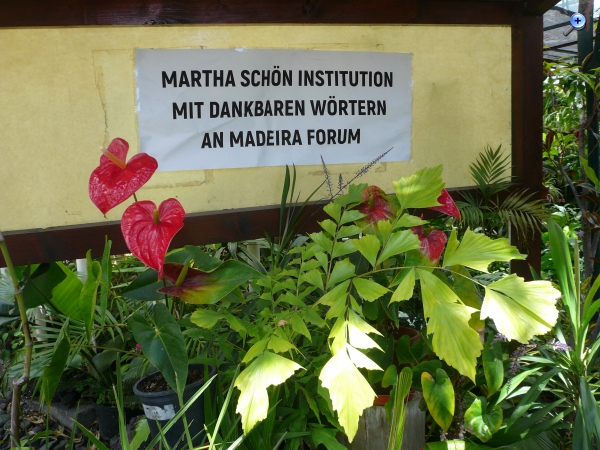 MARTHA SCHÖN INSTITUTION
MIT DANKBAREN WÖRTERN
AN MADEIRA FORUM